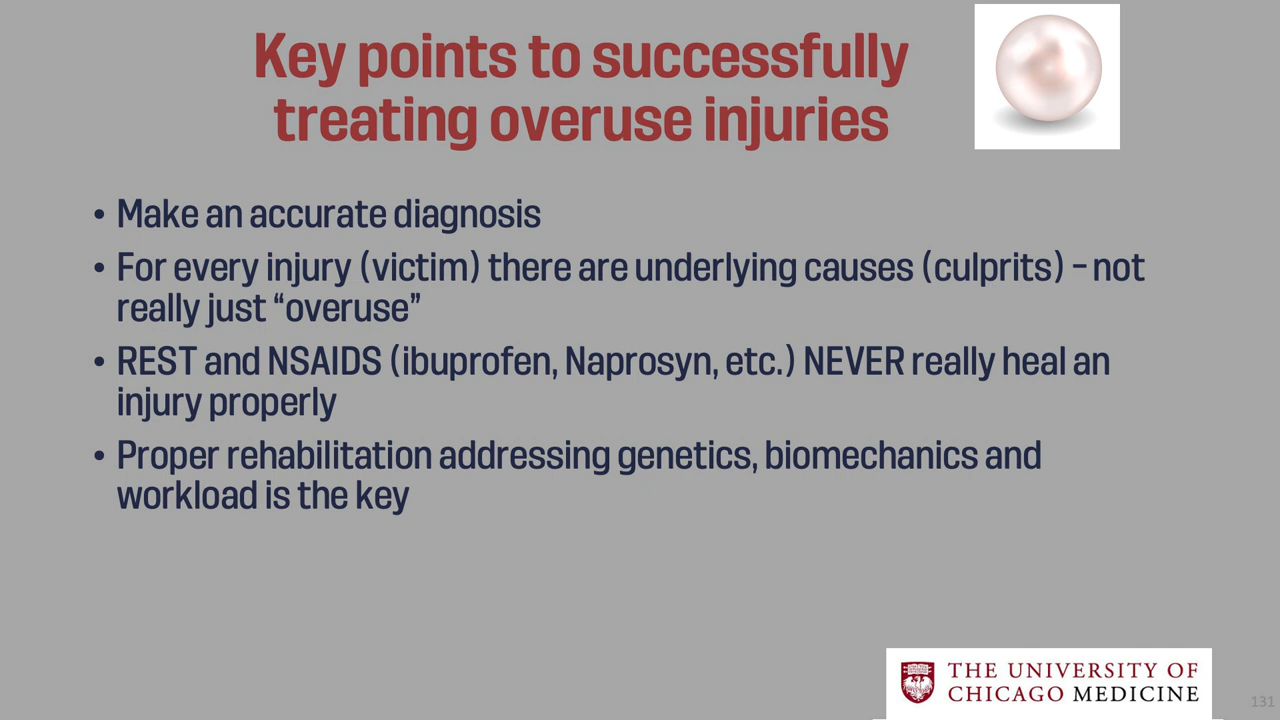 Key points to successfully
treating overuse injuries
• Make an accurate diagnosis
• For every injury (victim) there are underlying causes (culprits) – not
really just “overuse”
• REST and NSAIDS (ibuprofen, Naprosyn, etc.) NEVER really heal an
injury properly
• Proper rehabilitation addressing genetics, biomechanics and
workload is the key
THE UNIVERSITY OF
CHICAGO MEDICINE
131